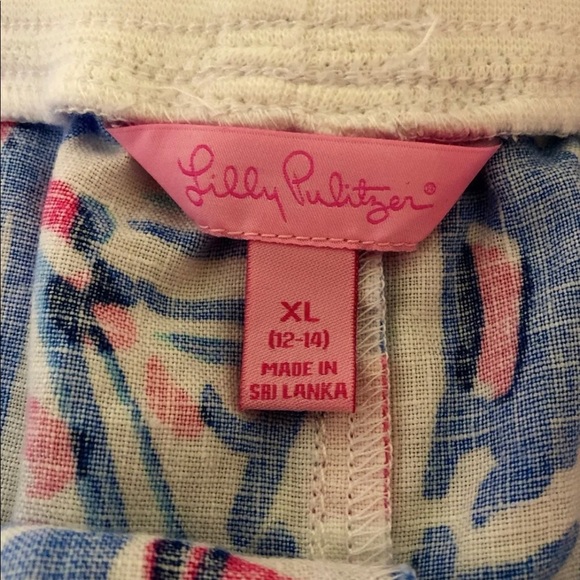 Lilly Pulitzer®
XL
(12-14)
MADE IN
SRI LANKA